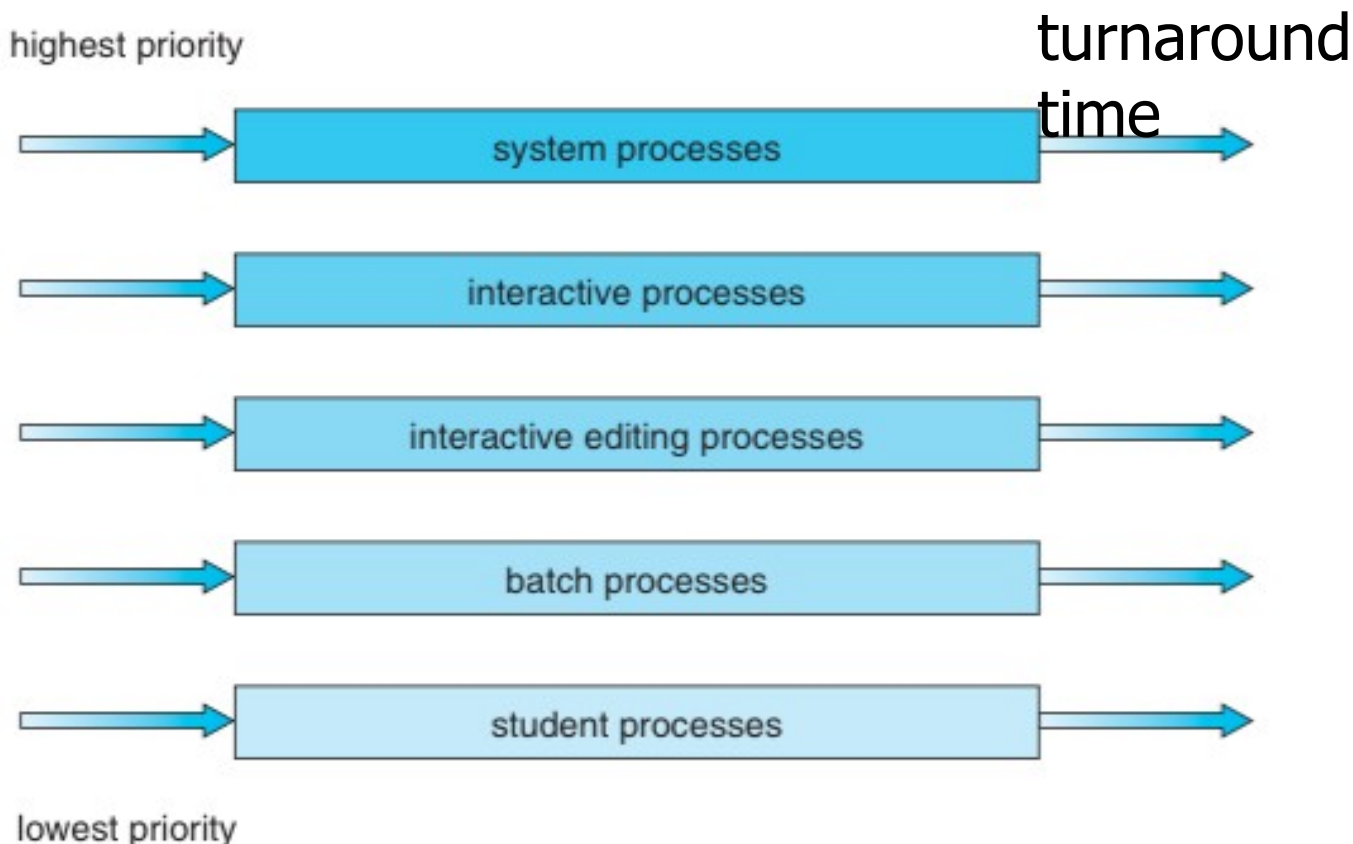 highest priority
turnaround
time
system processes
interactive processes
interactive editing processes
batch processes
student processes
lowest priority